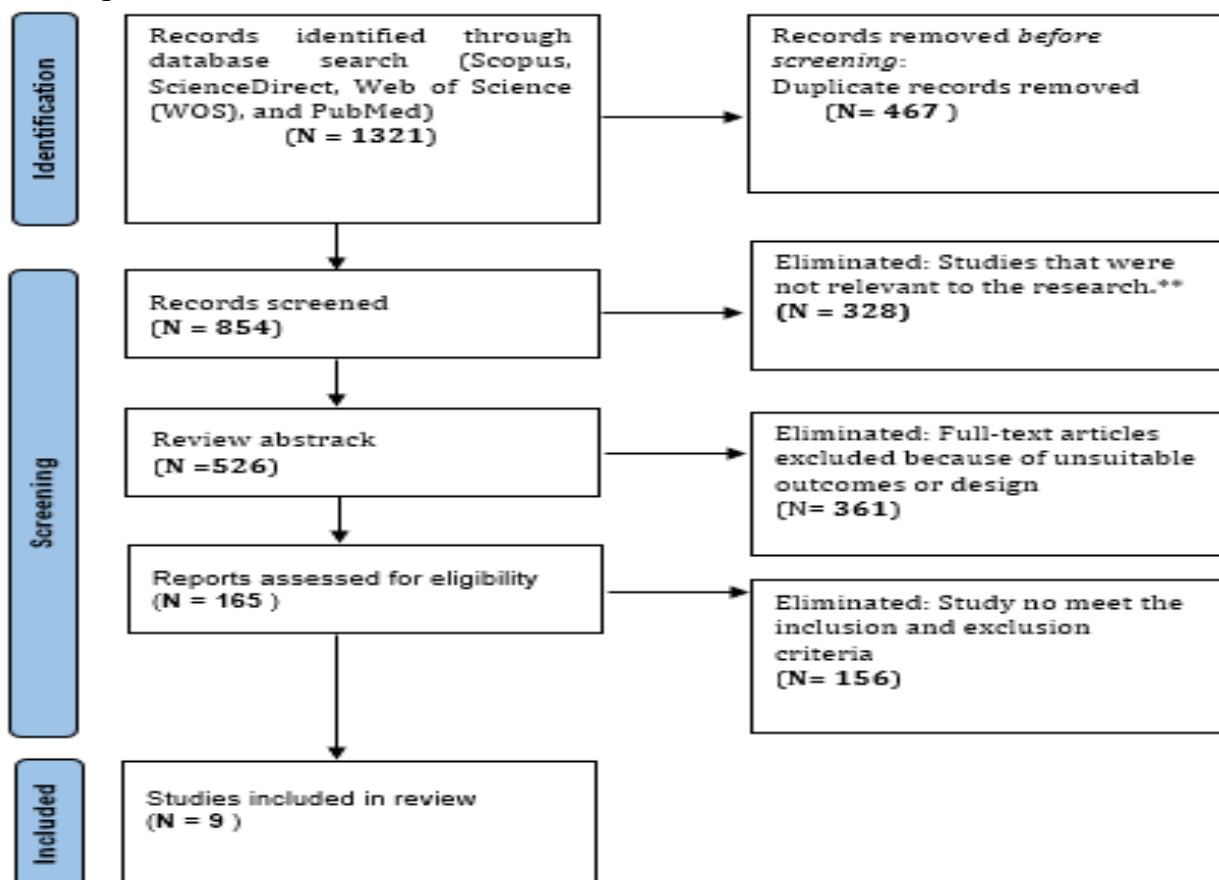 Identification
Records identified through
database search (Scopus,
ScienceDirect, Web of Science
(WOS), and PubMed)
(N = 1321)
Records removed before
screening:
Duplicate records removed
(N= 467 )
Screening
Records screened
(N = 854)
Eliminated: Studies that were
not relevant to the research.**
(N = 328)
Review abstrack
(N =526)
Eliminated: Full-text articles
excluded because of unsuitable
outcomes or design
(N= 361)
Reports assessed for eligibility
(N = 165 )
Eliminated: Study no meet the
inclusion and exclusion
criteria
(N= 156)
Included
Studies included in review
(N = 9 )